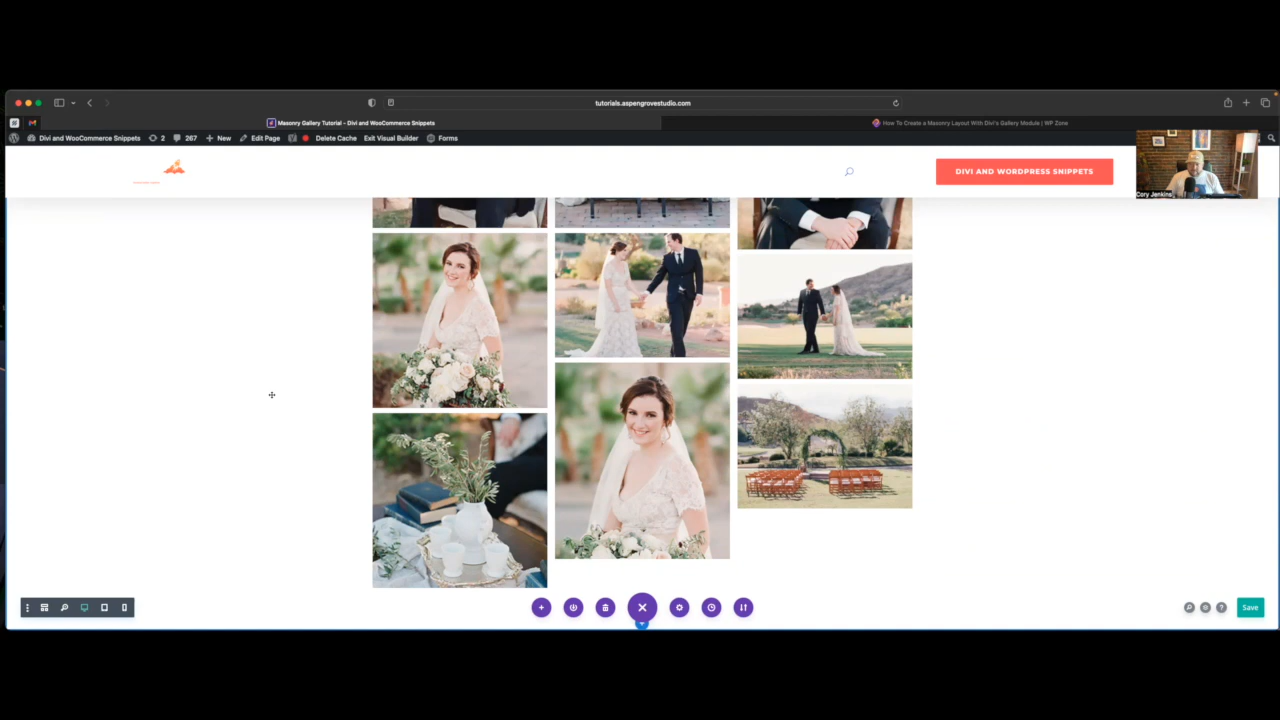 tutorials.aspengrovestudio.com
Masonry Gallery Tutorial – Divi and WooCommerce Snippets
How To Create a Masonry Layout With Divi's Gallery Module | WP Zone
Divi and WooCommerce Snippets 2 267 + New Edit Page Delete Cache Exit Visual Builder Forms
DIVI AND WORDPRESS SNIPPETS
Cory Jenkins
Save